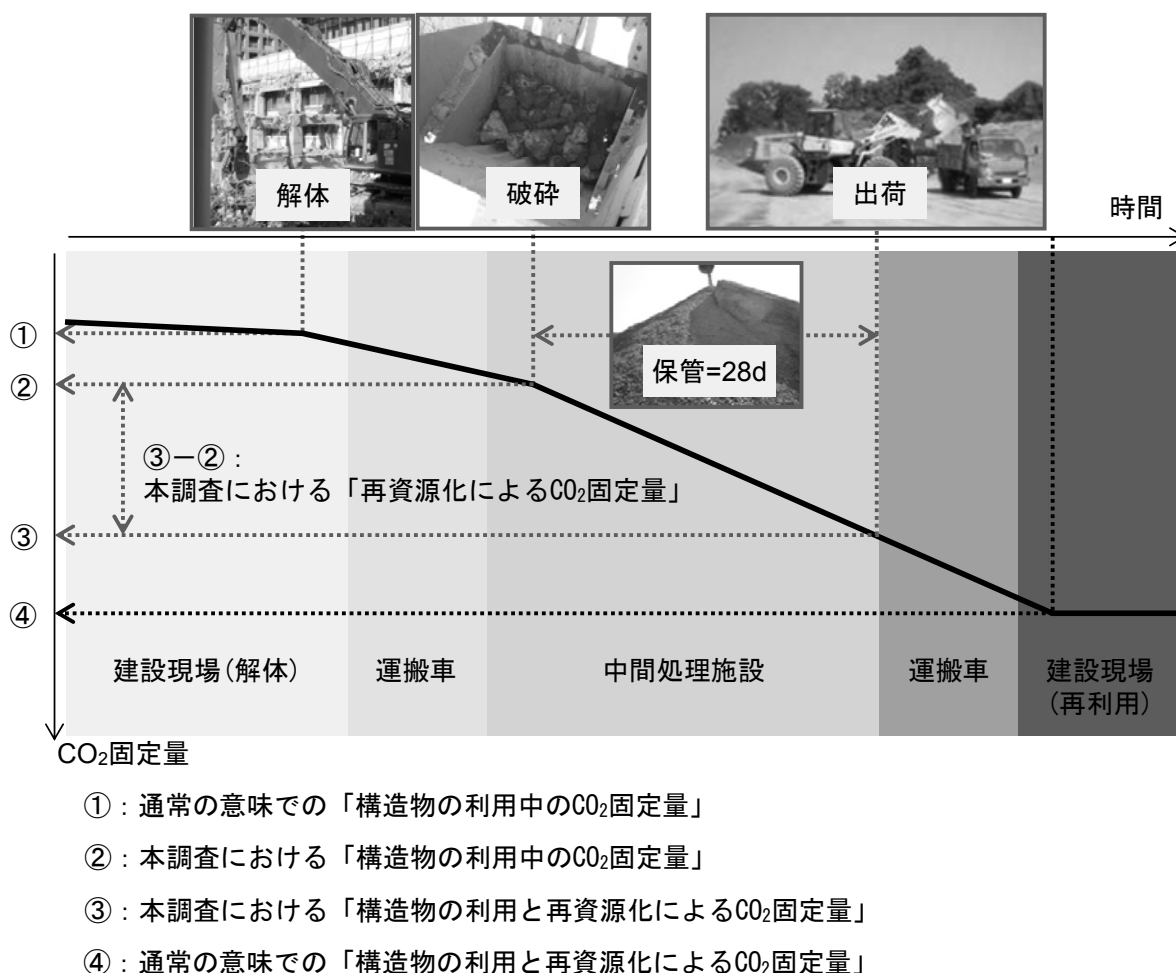 解体
破砕
出荷
時間
保管=28d
①
②
③－②：
本調査における「再資源化によるCO₂固定量」
③
④
建設現場(解体)
運搬車
中間処理施設
運搬車
建設現場
(再利用)
CO₂固定量
①：通常の意味での「構造物の利用中のCO₂固定量」
②：本調査における「構造物の利用中のCO₂固定量」
③：本調査における「構造物の利用と再資源化によるCO₂固定量」
④：通常の意味での「構造物の利用と再資源化によるCO₂固定量」